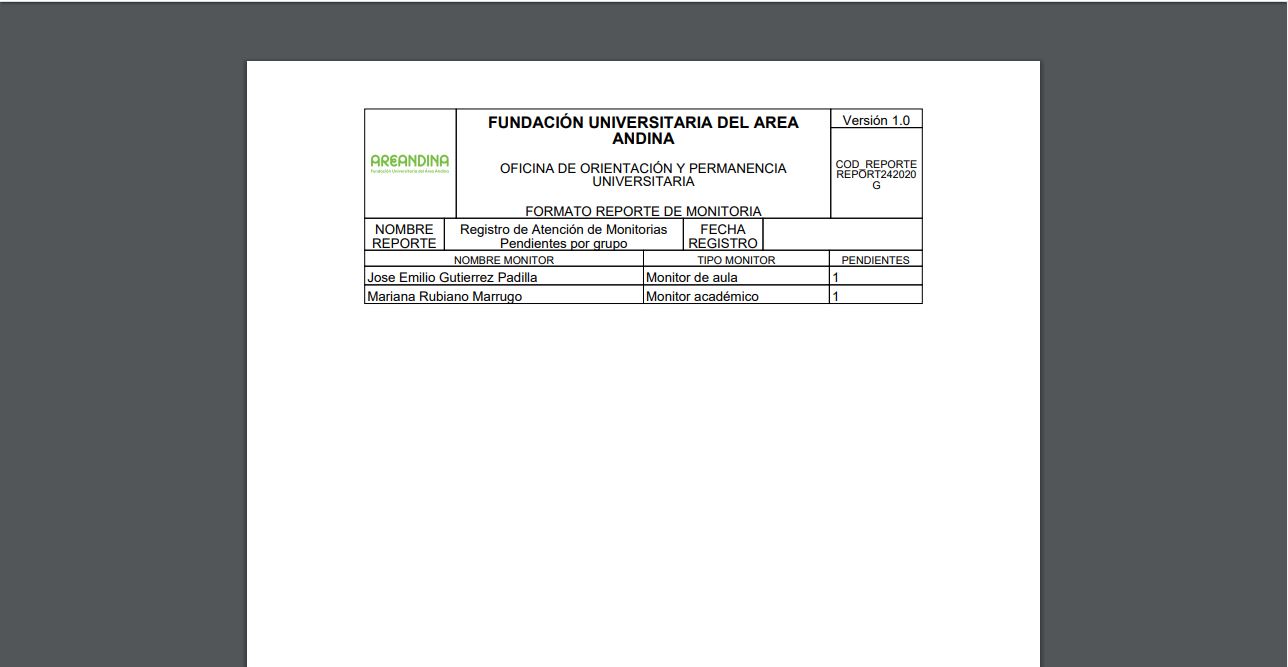 AREANDINA
Fundación Universitaria del Area Andina
FUNDACIÓN UNIVERSITARIA DEL AREA
ANDINA
OFICINA DE ORIENTACIÓN Y PERMANENCIA
UNIVERSITARIA
FORMATO REPORTE DE MONITORIA
Versión 1.0
COD_REPORTE
REPORT242020
G
NOMBRE
REPORTE
Registro de Atención de Monitorias
Pendientes por grupo
FECHA
REGISTRO
NOMBRE MONITOR TIPO MONITOR PENDIENTES
Jose Emilio Gutierrez Padilla Monitor de aula 1
Mariana Rubiano Marrugo Monitor académico 1